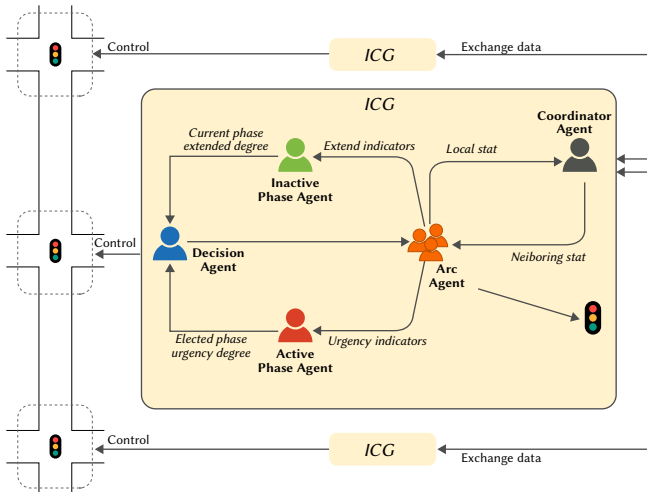 Control
ICG
Exchange data
ICG
Coordinator
Agent
Current phase
extended degree
Extend indicators
Local stat
Inactive
Phase Agent
Control
Decision
Agent
Arc
Agent
Neiboring stat
Elected phase
urgency degree
Urgency indicators
Active
Phase Agent
Control
ICG
Exchange data